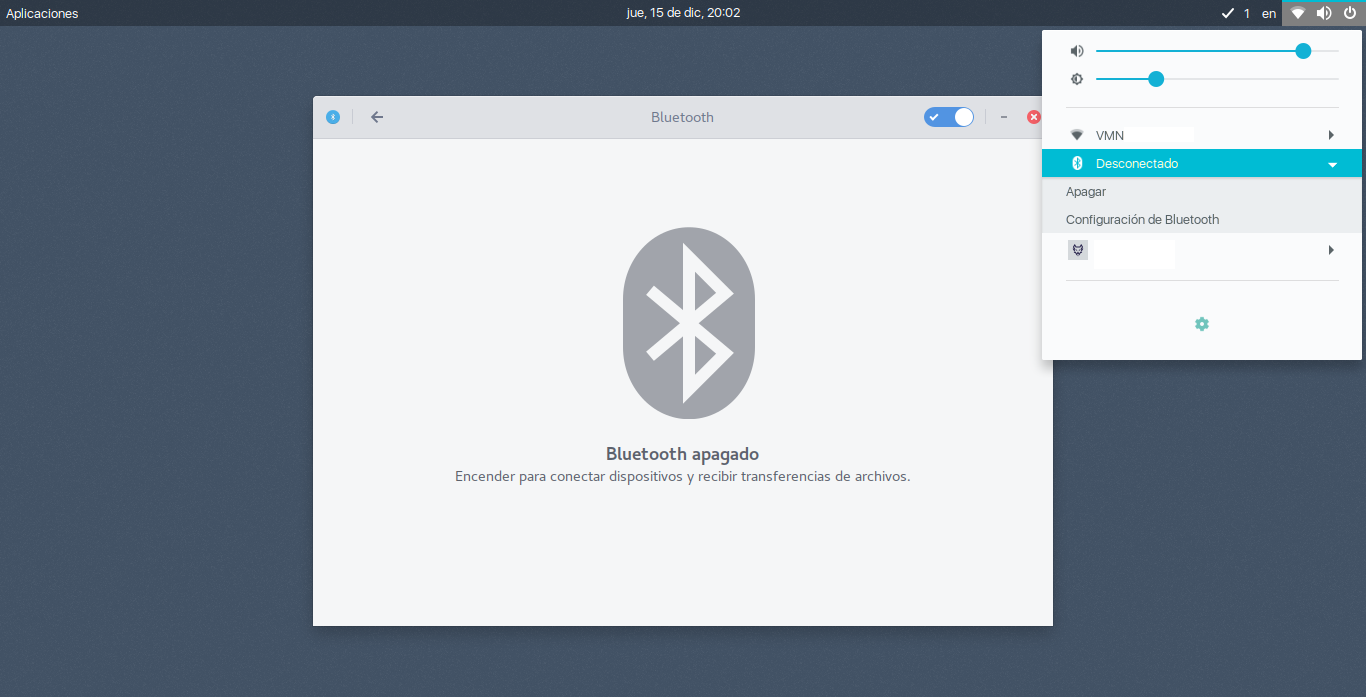 Aplicaciones
jue, 15 de dic, 20:02
1 en
Bluetooth
VMN
Desconectado
Apagar
Configuración de Bluetooth
Bluetooth apagado
Encender para conectar dispositivos y recibir transferencias de archivos.